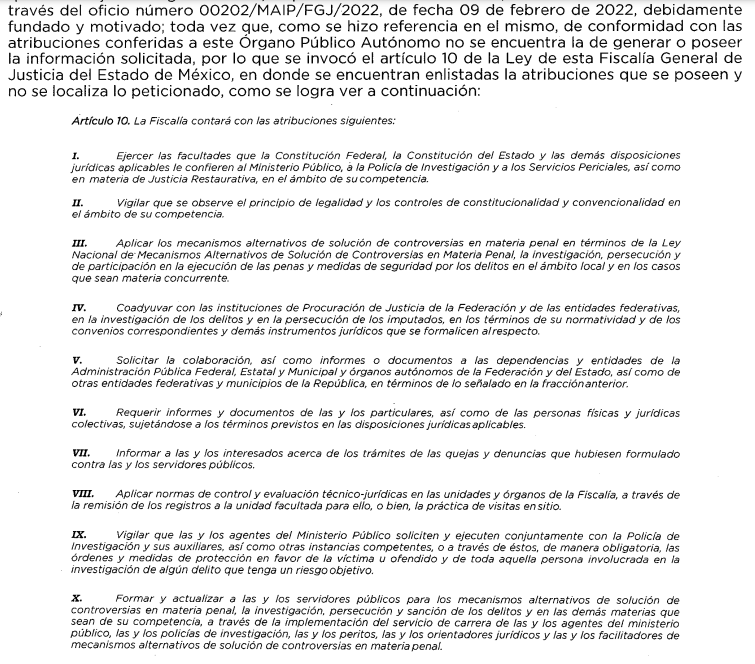 través del oficio número 00202/MAIP/FGJ/2022, de fecha 09 de febrero de 2022, debidamente
fundado y motivado; toda vez que, como se hizo referencia en el mismo, de conformidad con las
atribuciones conferidas a este Órgano Público Autónomo no se encuentra la de generar o poseer
la información solicitada, por lo que se invocó el artículo 10 de la Ley de esta Fiscalía General de
Justicia del Estado de México, en donde se encuentran enlistadas la atribuciones que se poseen y
no se localiza lo peticionado, como se logra ver a continuación:
Artículo 10. La Fiscalía contará con las atribuciones siguientes:
I. Ejercer las facultades que la Constitución Federal, la Constitución del Estado y las demás disposiciones
jurídicas aplicables le confieren al Ministerio Público, a la Policía de Investigación y a los Servicios Periciales, así como
en materia de Justicia Restaurativa, en el ámbito de su competencia.
II. Vigilar que se observe el principio de legalidad y los controles de constitucionalidad y convencionalidad en
el ámbito de su competencia.
III. Aplicar los mecanismos alternativos de solución de controversias en materia penal en términos de la Ley
Nacional de Mecanismos Alternativos de Solución de Controversias en Materia Penal, la investigación, persecución y
de participación en la ejecución de las penas y medidas de seguridad por los delitos en el ámbito local y en los casos
que sean materia concurrente.
IV. Coadyuvar con las instituciones de Procuración de Justicia de la Federación y de las entidades federativas,
en la investigación de los delitos y en la persecución de los imputados, en los términos de su normatividad y de los
convenios correspondientes y demás instrumentos jurídicos que se formalicen al respecto.
V. Solicitar la colaboración, así como informes o documentos a las dependencias y entidades de la
Administración Pública Federal, Estatal y Municipal y órganos autónomos de la Federación y del Estado, así como de
otras entidades federativas y municipios de la República, en términos de lo señalado en la fracción anterior.
VI. Requerir informes y documentos de las y los particulares, así como de las personas físicas y jurídicas
colectivas, sujetándose a los términos previstos en las disposiciones jurídicas aplicables.
VII. Informar a las y los interesados acerca de los trámites de las quejas y denuncias que hubiesen formulado
contra las y los servidores públicos.
VIII. Aplicar normas de control y evaluación técnico-jurídicas en las unidades y órganos de la Fiscalía, a través de
la remisión de los registros a la unidad facultada para ello, o bien, la práctica de visitas en sitio.
IX. Vigilar que las y los agentes del Ministerio Público soliciten y ejecuten conjuntamente con la Policía de
Investigación y sus auxiliares, así como otras instancias competentes, o a través de éstos, de manera obligatoria, las
órdenes y medidas de protección en favor de la víctima u ofendido y de toda aquella persona involucrada en la
investigación de algún delito que tenga un riesgo objetivo.
X. Formar y actualizar a las y los servidores públicos para los mecanismos alternativos de solución de
controversias en materia penal, la investigación, persecución y sanción de los delitos y en las demás materias que
sean de su competencia, a través de la implementación del servicio de carrera de las y los agentes del ministerio
público, las y los policías de investigación, las y los peritos, las y los orientadores jurídicos y las y los facilitadores de
mecanismos alternativos de solución de controversias en materia penal.